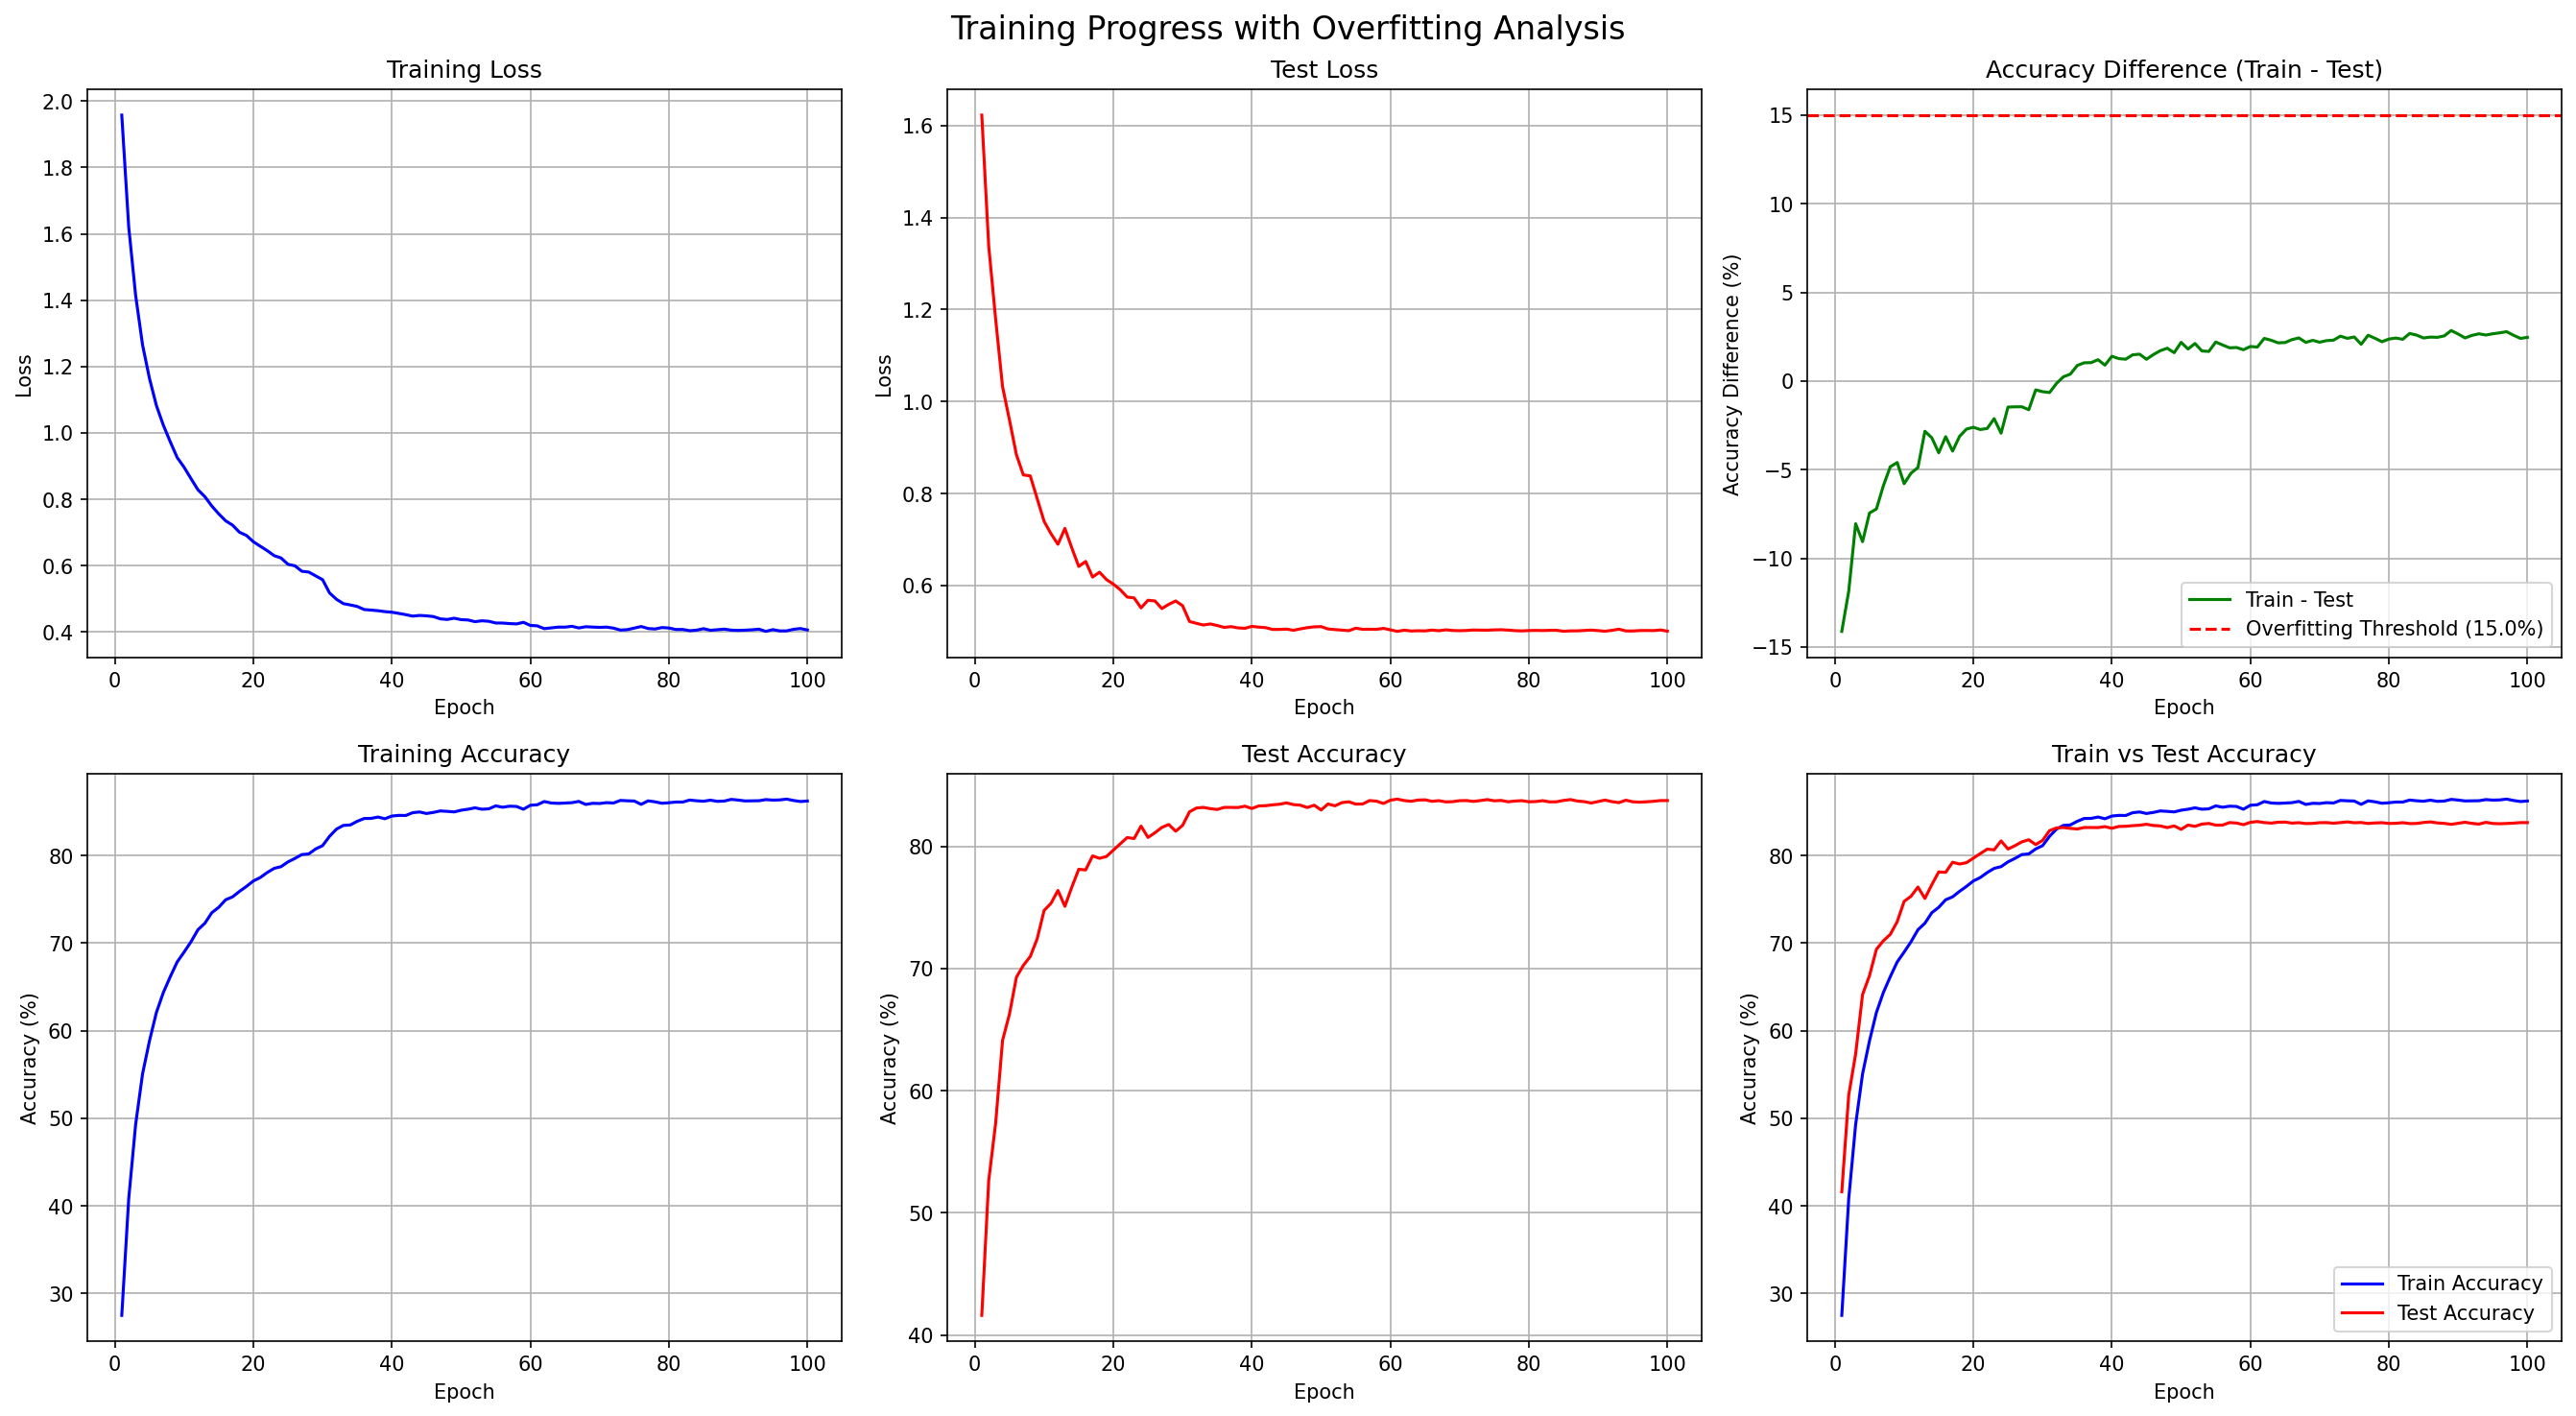 Training Progress with Overfitting Analysis
Training Loss
2.0
1.8
1.6
1.4
1.2
1.0
0.8
0.6
0.4
Loss
0 20 40 60 80 100
Epoch
Test Loss
1.6
1.4
1.2
1.0
0.8
0.6
Loss
0 20 40 60 80 100
Epoch
Accuracy Difference (Train - Test)
15
10
5
0
−5
−10
−15
Accuracy Difference (%)
Train - Test
Overfitting Threshold (15.0%)
0 20 40 60 80 100
Epoch
Training Accuracy
80
70
60
50
40
30
Accuracy (%)
0 20 40 60 80 100
Epoch
Test Accuracy
80
70
60
50
40
Accuracy (%)
0 20 40 60 80 100
Epoch
Train vs Test Accuracy
80
70
60
50
40
30
Accuracy (%)
Train Accuracy
Test Accuracy
0 20 40 60 80 100
Epoch